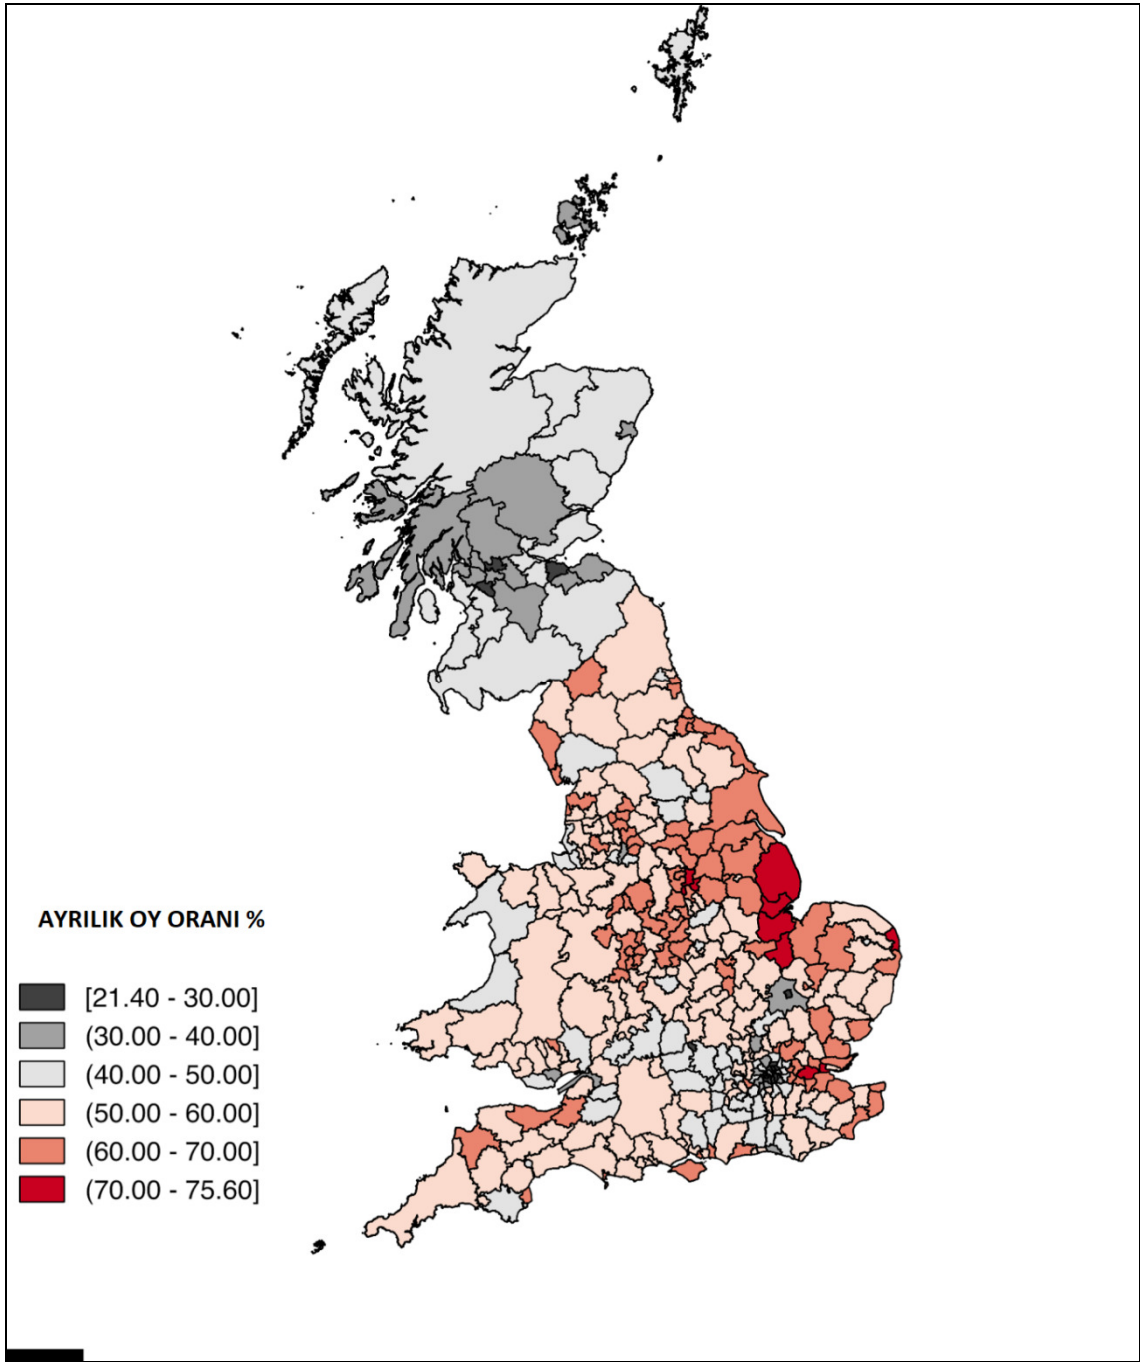 AYRILIK OY ORANI %
[21.40 - 30.00]
(30.00 - 40.00]
(40.00 - 50.00]
(50.00 - 60.00]
(60.00 - 70.00]
(70.00 - 75.60]